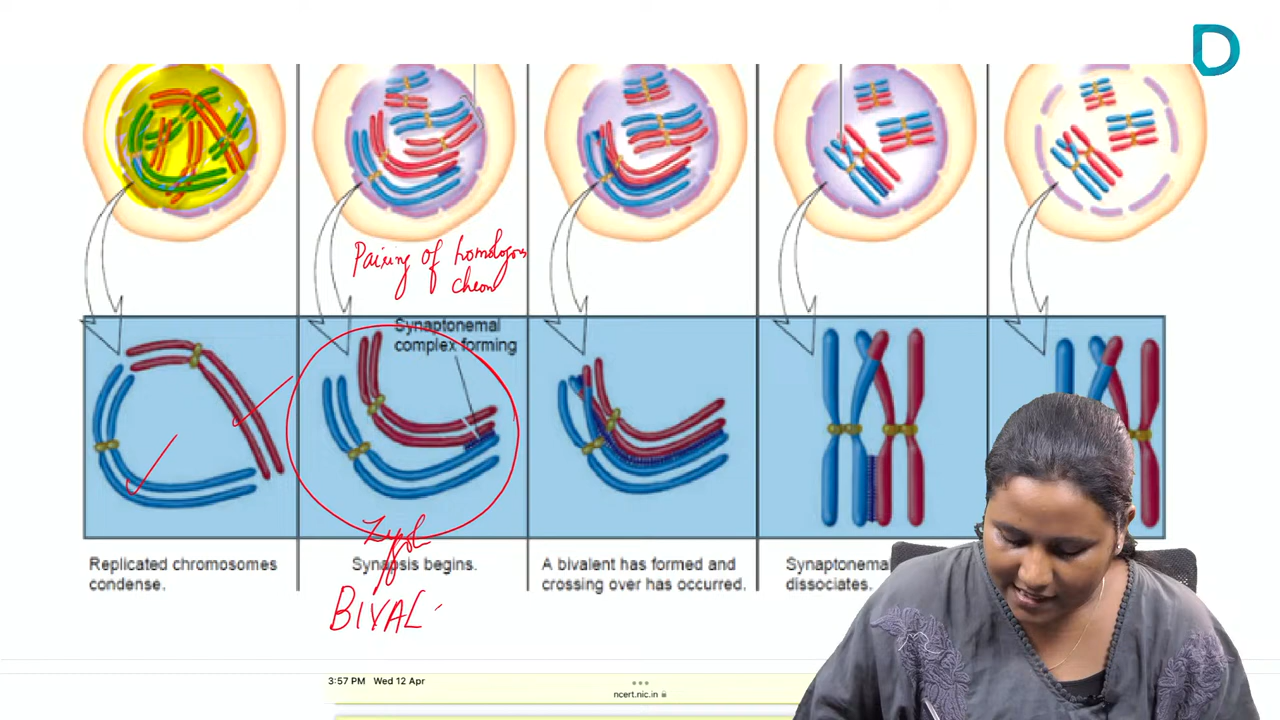 D
Pairing of homologous
chrom
Synaptonemal
complex forming
Replicated chromosomes
condense.
Zygo
Synapsis begins.
BIVAL
A bivalent has formed and
crossing over has occurred.
Synaptonemal
dissociates.
3:57 PM Wed 12 Apr
ncert.nic.in